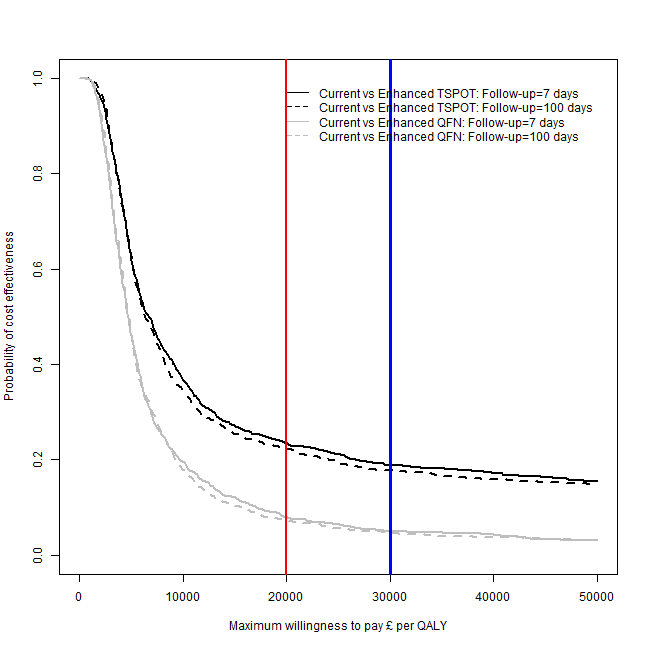 Current vs Enhanced TSPOT: Follow-up=7 days
Current vs Enhanced TSPOT: Follow-up=100 days
Current vs Enhanced QFN: Follow-up=7 days
Current vs Enhanced QFN: Follow-up=100 days
Probability of cost effectiveness
1.0
0.8
0.6
0.4
0.2
0.0
0 10000 20000 30000 40000 50000
Maximum willingness to pay £ per QALY